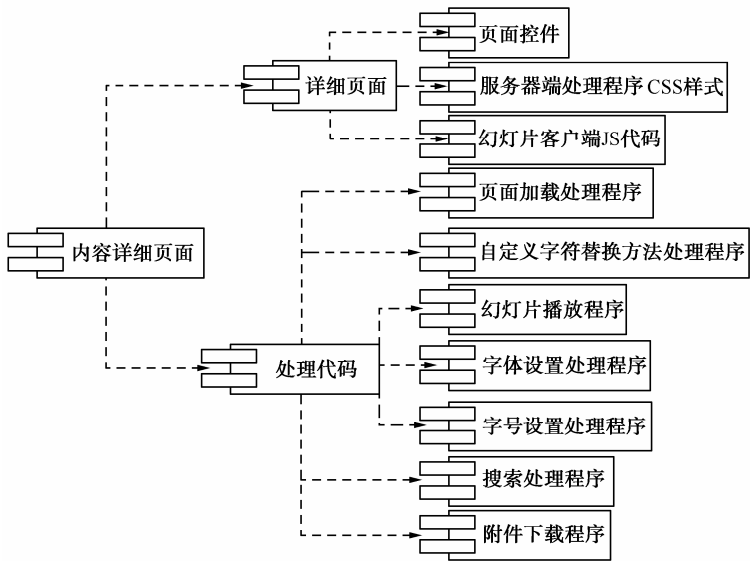 页面控件
详细页面
服务器端处理程序 CSS样式
幻灯片客户端JS代码
页面加载处理程序
内容详细页面
自定义字符替换方法处理程序
幻灯片播放程序
处理代码
字体设置处理程序
字号设置处理程序
搜索处理程序
附件下载程序